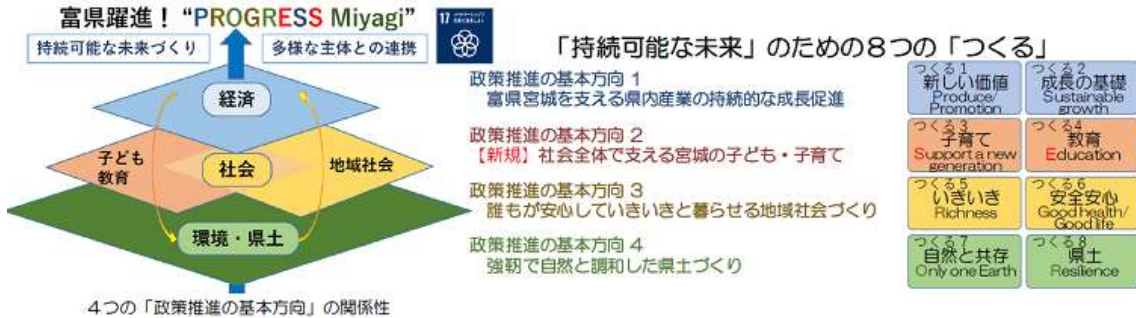 富県躍進！“PROGRESS Miyagi”
持続可能な未来づくり
多様な主体との連携
17
経済
子ども
教育
社会
地域社会
環境・県土
4つの「政策推進の基本方向」の関係性
「持続可能な未来」のための8つの「つくる」
政策推進の基本方向 1
富県宮城を支える県内産業の持続的な成長促進
政策推進の基本方向 2
【新規】社会全体で支える宮城の子ども・子育て
政策推進の基本方向 3
誰もが安心していきいきと暮らせる地域社会づくり
政策推進の基本方向 4
強靭で自然と調和した県土づくり
つくる 1
新しい価値
Produce/
Promotion
つくる 2
成長の基礎
Sustainable
growth
つくる 3
子育て
Support a new
generation
つくる 4
教育
Education
つくる 5
いきいき
Richness
つくる 6
安全安心
Good health/
Good life
つくる 7
自然と共存
Only one Earth
つくる 8
県土
Resilience